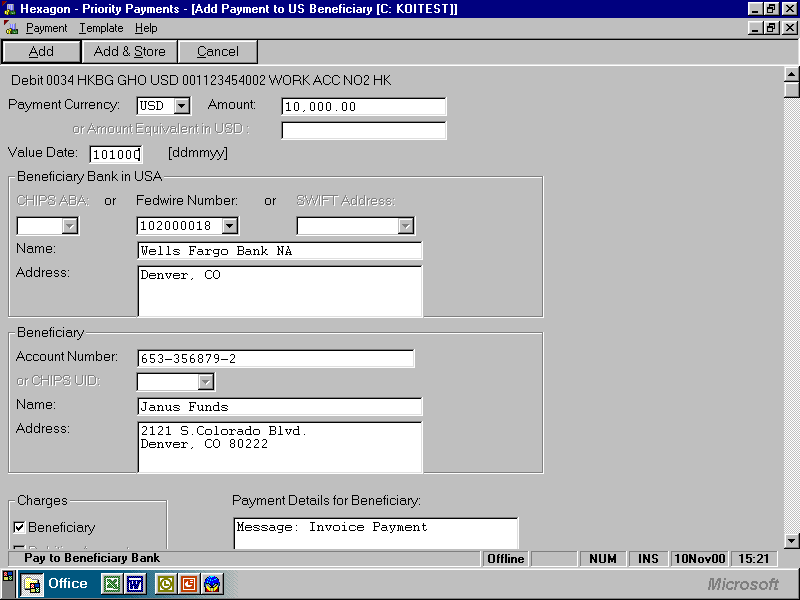 Hexagon - Priority Payments - [Add Payment to US Beneficiary [C: KOITEST]]
Payment Template Help
Add Add & Store Cancel
Debit 0034 HKBG GHO USD 001123454002 WORK ACC NO2 HK
Payment Currency: USD Amount: 10,000.00
or Amount Equivalent in USD :
Value Date: 101000 [ddmmyy]
Beneficiary Bank in USA
CHIPS ABA: or Fedwire Number: or SWIFT Address:
102000018
Name: Wells Fargo Bank NA
Address: Denver, CO
Beneficiary
Account Number: 653-356879-2
or CHIPS UID:
Name: Janus Funds
Address: 2121 S.Colorado Blvd.
Denver, CO 80222
Charges Payment Details for Beneficiary:
Beneficiary Message: Invoice Payment
Pay to Beneficiary Bank Offline NUM INS 10Nov00 15:21
Office Microsoft